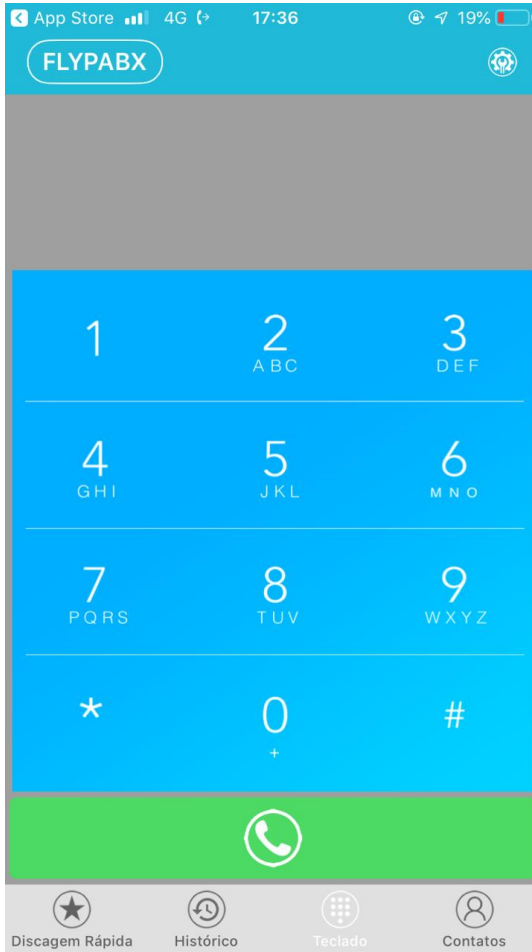 App Store 4G 17:36 19%
FLYPABX
1 2 3
ABC DEF
4 5 6
GHI JKL MNO
7 8 9
PQRS TUV WXYZ
* 0 #
+
Discagem Rápida Histórico Teclado Contatos